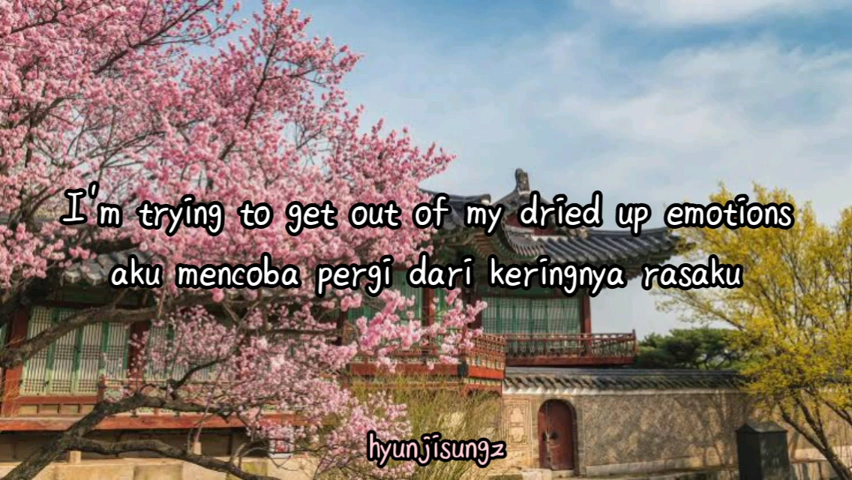 I'm trying to get out of my dried up emotions
aku mencoba pergi dari keringnya rasaku
hyunjisungz